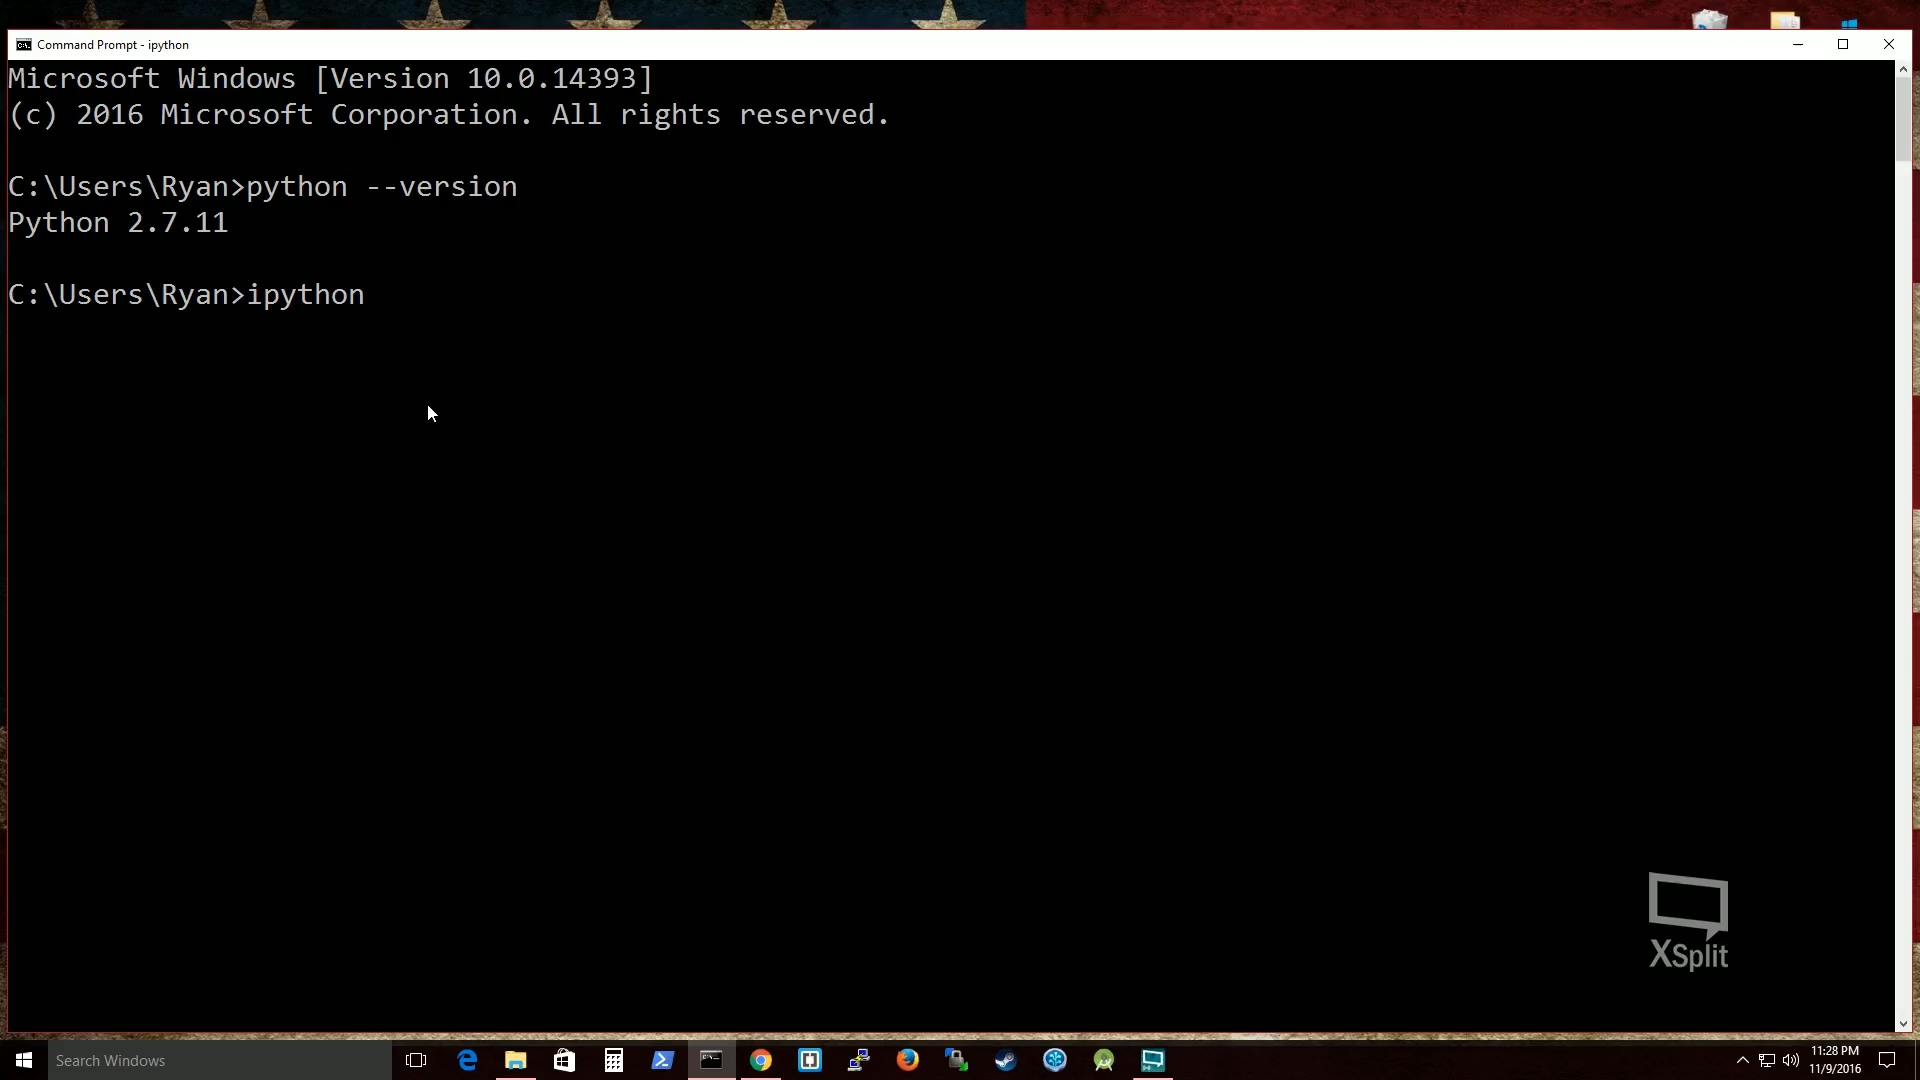 Command Prompt - ipython
Microsoft Windows [Version 10.0.14393]
(c) 2016 Microsoft Corporation. All rights reserved.
C:\Users\Ryan>python --version
Python 2.7.11
C:\Users\Ryan>ipython
XSplit
Search Windows
11:28 PM
11/9/2016